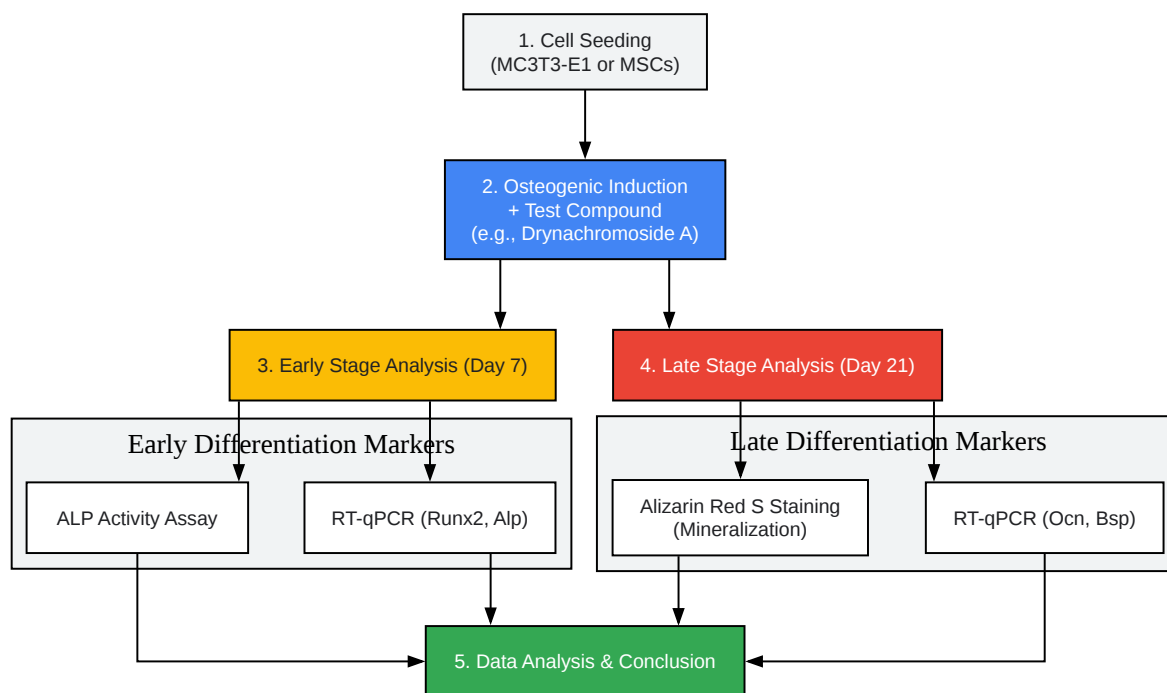 1. Cell Seeding
(MC3T3-E1 or MSCs)
2. Osteogenic Induction
+ Test Compound
(e.g., Drynachromoside A)
3. Early Stage Analysis (Day 7)
4. Late Stage Analysis (Day 21)
Early Differentiation Markers
Late Differentiation Markers
ALP Activity Assay
RT-qPCR (Runx2, Alp)
Alizarin Red S Staining
(Mineralization)
RT-qPCR (Ocn, Bsp)
5. Data Analysis & Conclusion